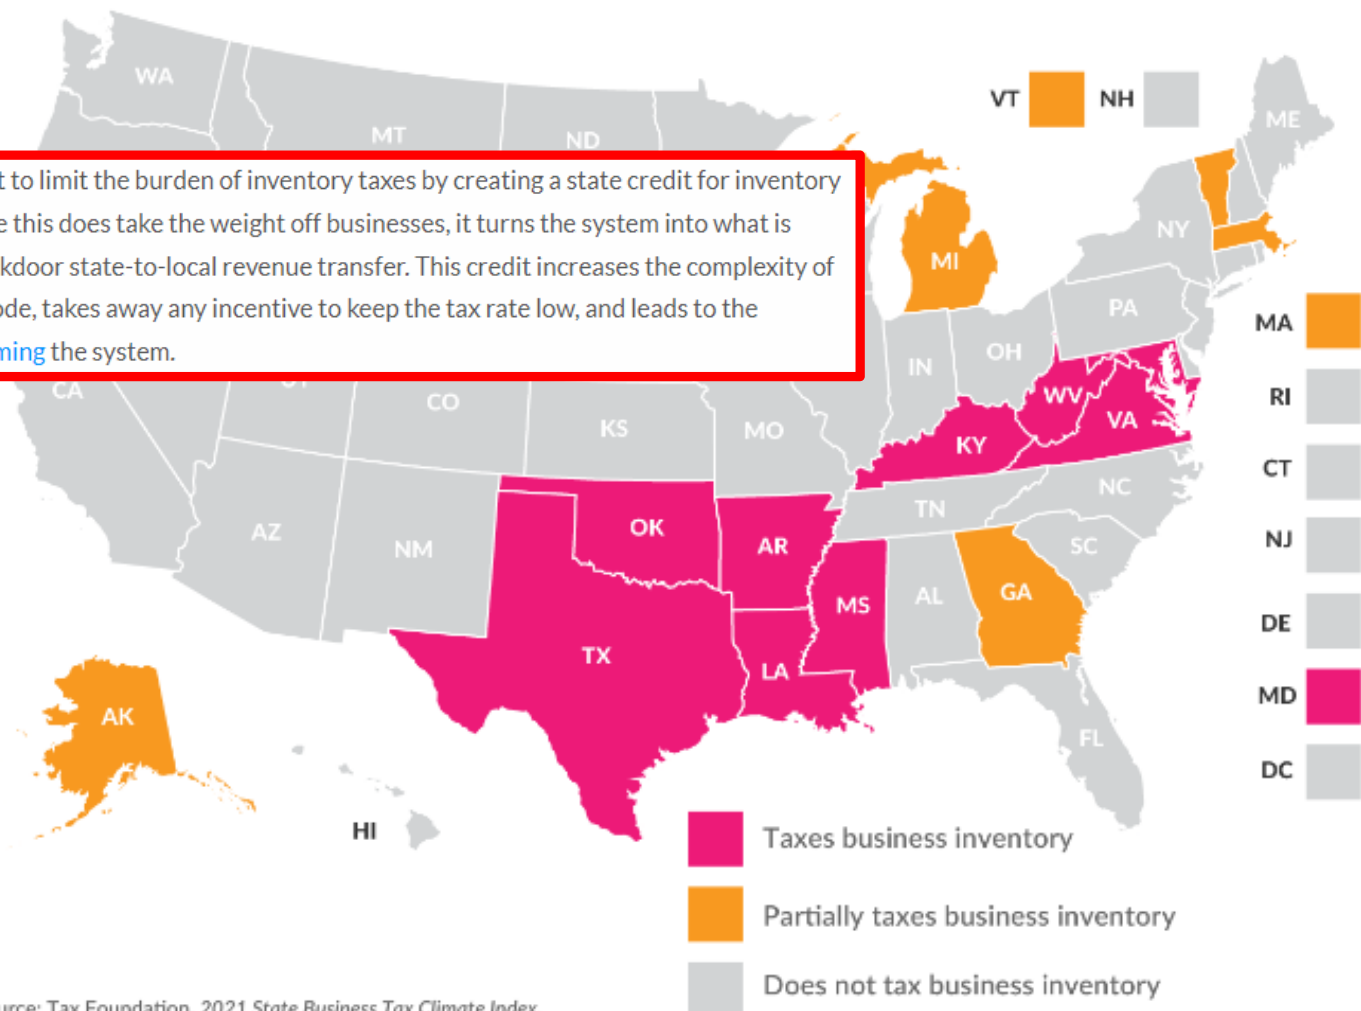 WA
MT
ND
VT
NH
ME
t to limit the burden of inventory taxes by creating a state credit for inventory
e this does take the weight off businesses, it turns the system into what is
kdoor state-to-local revenue transfer. This credit increases the complexity of
ode, takes away any incentive to keep the tax rate low, and leads to the
ming the system.
NY
MI
PA
MA
OH
IN
CA
CO
WV
RI
KS
MO
VA
KY
CT
NC
TN
OK
AZ
NM
AR
SC
NJ
MS
AL
GA
DE
TX
LA
MD
AK
FL
DC
HI
Taxes business inventory
Partially taxes business inventory
Does not tax business inventory
urce: Tax Foundation, 2021 State Business Tax Climate Index